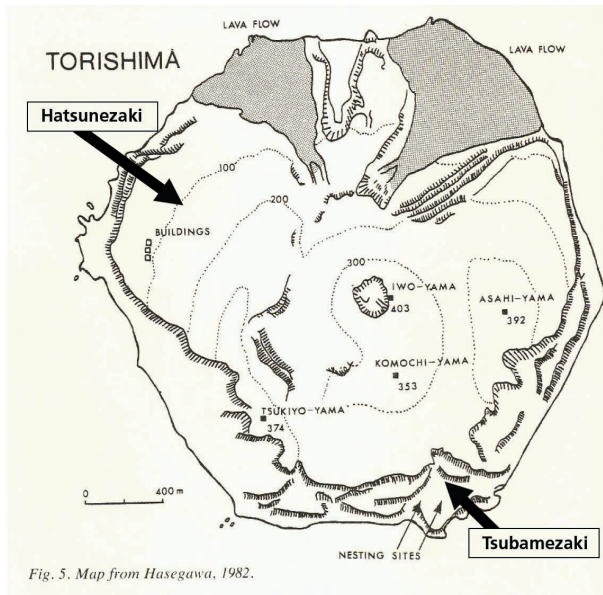 LAVA FLOW
LAVA FLOW
TORISHIMA
Hatsunezaki
100
200
BUILDINGS
300
IWO-YAMA
403
ASAHI-YAMA
392
KOMOCHI-YAMA
353
TSUKIYO-YAMA
374
0 400 m
NESTING SITES
Tsubamezaki
Fig. 5. Map from Hasegawa, 1982.